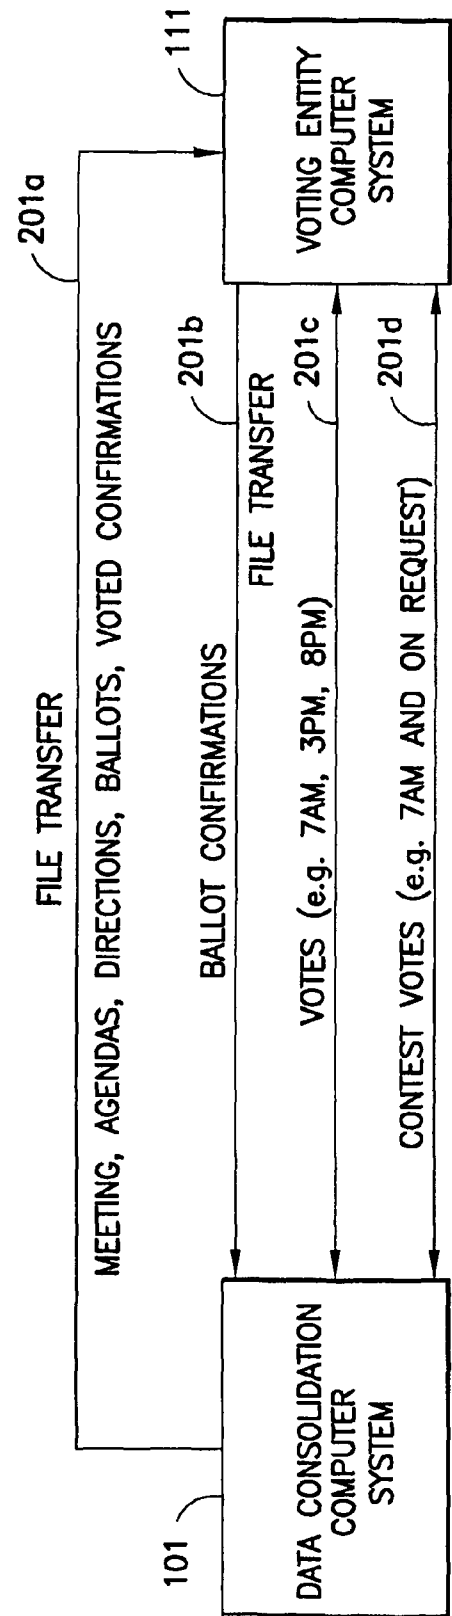 FILE TRANSFER
201a
MEETING, AGENDAS, DIRECTIONS, BALLOTS, VOTED CONFIRMATIONS
101
DATA CONSOLIDATION
COMPUTER
SYSTEM
111
VOTING ENTITY
COMPUTER
SYSTEM
BALLOT CONFIRMATIONS
201b
FILE TRANSFER
VOTES (e.g. 7AM, 3PM, 8PM)
201c
CONTEST VOTES (e.g. 7AM AND ON REQUEST)
201d